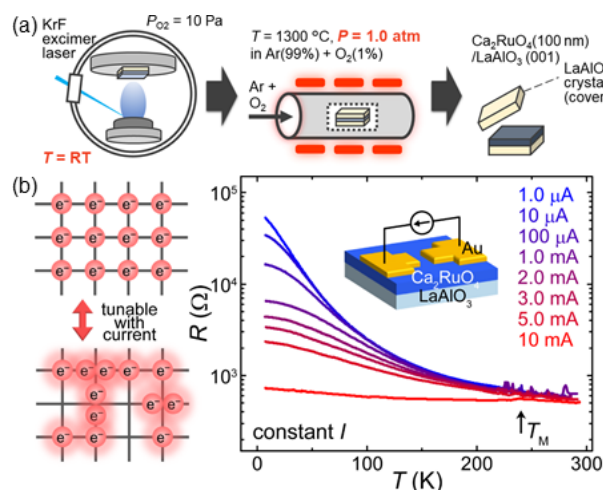 (a)
KrF
excimer
laser
P_O2 = 10 Pa
T = RT
T = 1300 ºC, P = 1.0 atm
in Ar(99%) + O₂(1%)
Ar +
O₂
Ca₂RuO₄(100 nm)
/LaAlO₃ (001)
LaAlO
crysta
(cover
(b)
e⁻ e⁻ e⁻ e⁻
e⁻ e⁻ e⁻ e⁻
e⁻ e⁻ e⁻ e⁻
tunable
with
current
e⁻ e⁻ e⁻ e⁻ e⁻
e⁻
e⁻ e⁻ e⁻
e⁻ e⁻ e⁻
R (Ω)
10⁵
10⁴
10³
Au
Ca₂RuO₄
LaAlO₃
1.0 μA
10 μA
100 μA
1.0 mA
2.0 mA
3.0 mA
5.0 mA
10 mA
constant I
T_M
0 100 200 300
T (K)